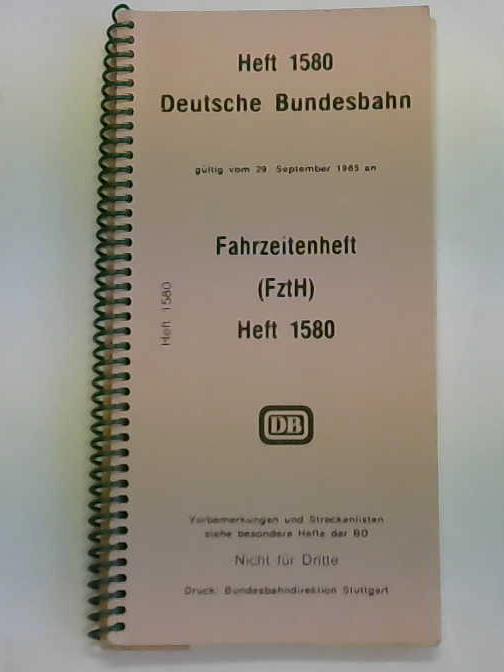 Heft 1580
Deutsche Bundesbahn
gültig vom 29. September 1985 an
Fahrzeitenheft
(FztH)
Heft 1580
Heft 1580
DB
Vorbemerkungen und Streckenlisten
siehe besondere Hefte der BD
Nicht für Dritte
Druck: Bundesbahndirektion Stuttgart